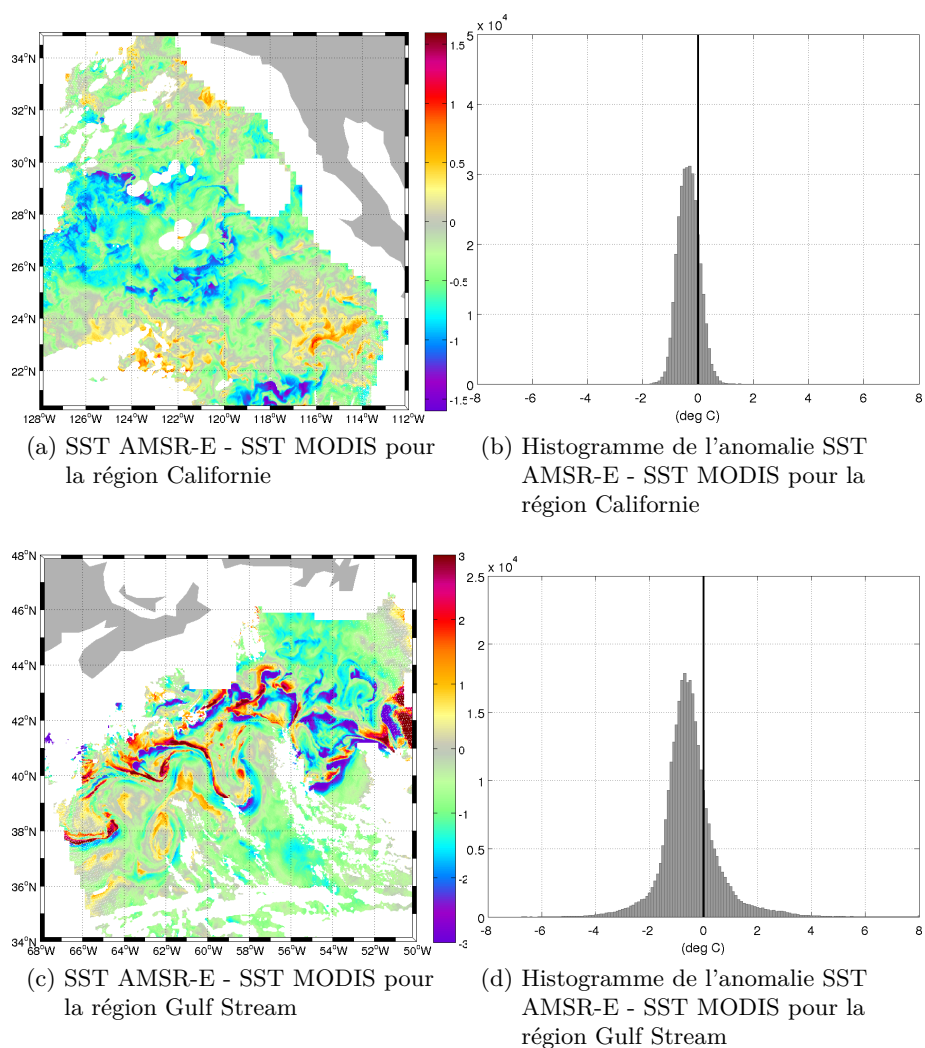 34°N
32°N
30°N
28°N
26°N
24°N
22°N
128°W 126°W 124°W 122°W 120°W 118°W 116°W 114°W 112°W
1.5
1
0.5
0
-0.5
-1
-1.5
x 10⁴
5
4
3
2
1
0
-8 -6 -4 -2 0 2 4 6 8
(deg C)
(a) SST AMSR-E - SST MODIS pour
la région Californie
(b) Histogramme de l'anomalie SST
AMSR-E - SST MODIS pour la
région Californie
48°N
46°N
44°N
42°N
40°N
38°N
36°N
34°N
68°W 66°W 64°W 62°W 60°W 58°W 56°W 54°W 52°W 50°W
3
2
1
0
-1
-2
-3
x 10⁴
2.5
2
1.5
1
0.5
0
-8 -6 -4 -2 0 2 4 6 8
(deg C)
(c) SST AMSR-E - SST MODIS pour
la région Gulf Stream
(d) Histogramme de l'anomalie SST
AMSR-E - SST MODIS pour la
région Gulf Stream